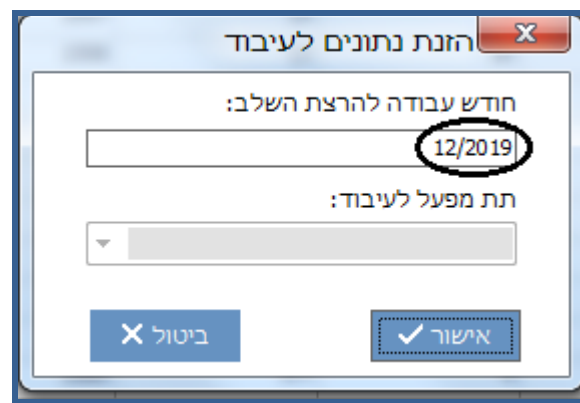 הזנת נתונים לעיבוד
חודש עבודה להרצת השלב:
12/2019
תת מפעל לעיבוד:
אישור
ביטול